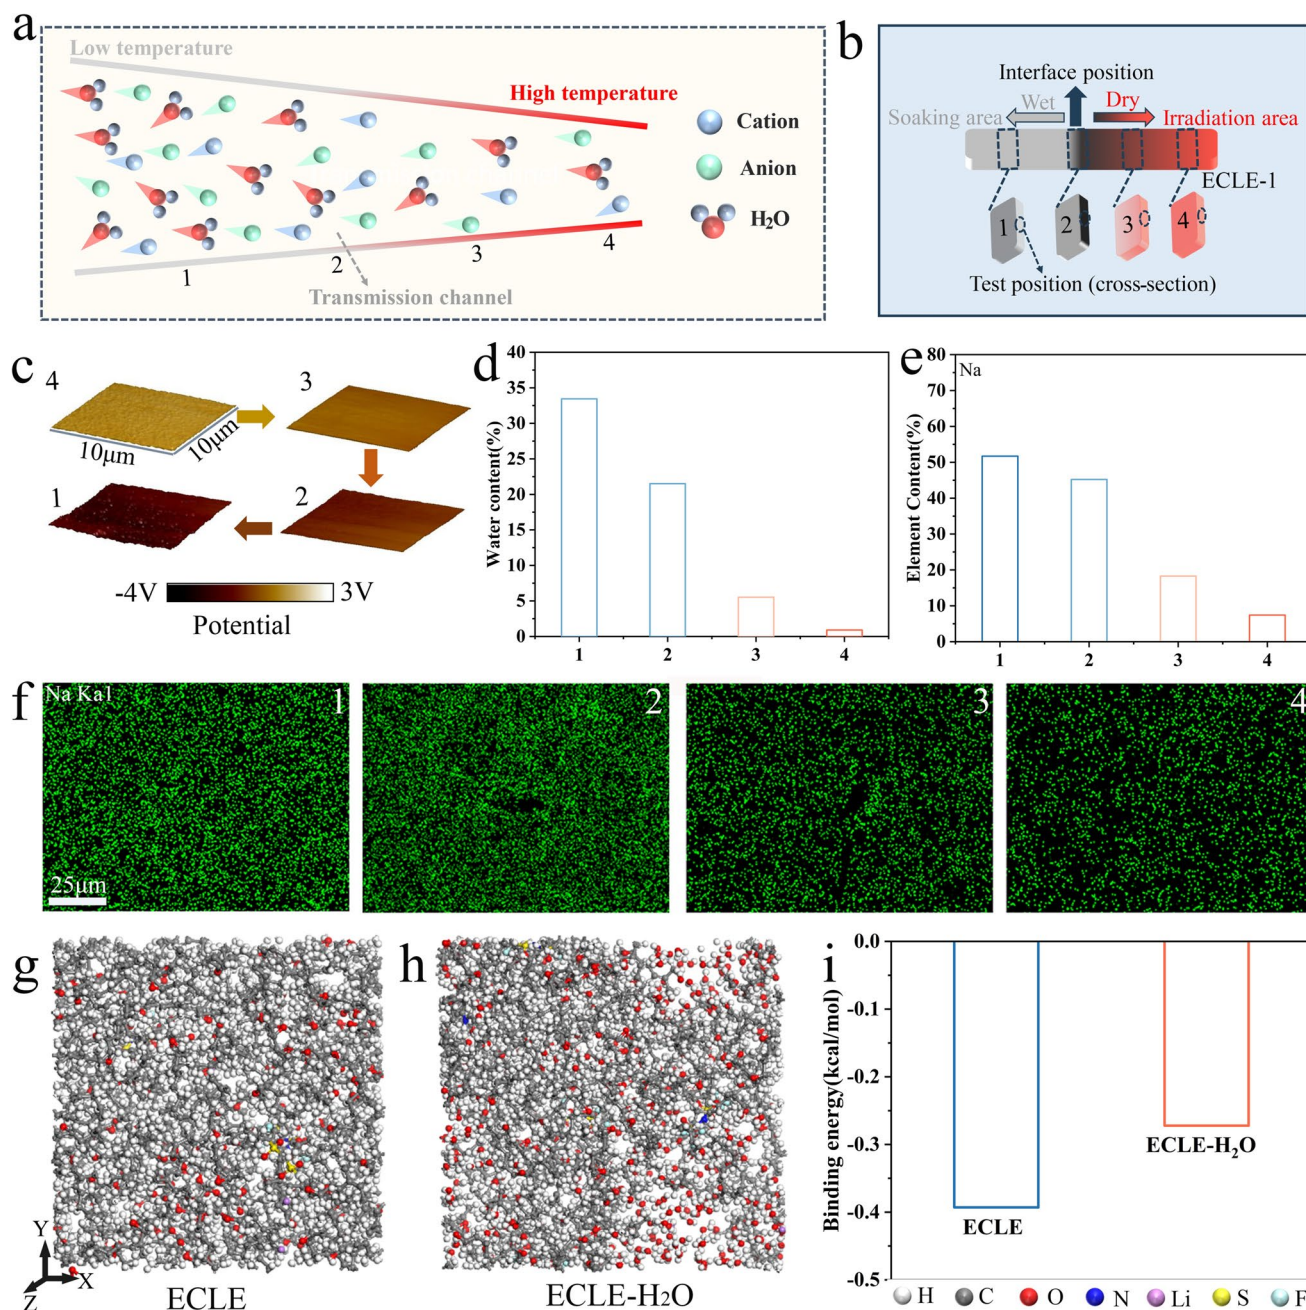 a
Low temperature
High temperature
Cation
Anion
H₂O
1
2
3
4
Transmission channel
b
Interface position
Soaking area
Wet
Dry
Irradiation area
ECLE-1
1
2
3
4
Test position (cross-section)
c
4
3
10μm
10μm
1
2
-4V
3V
Potential
d
Water content(%)
40
35
30
25
20
15
10
5
0
1
2
3
4
e
Element Content(%)
Na
80
70
60
50
40
30
20
10
0
1
2
3
4
f
Na Ka1
1
2
3
4
25μm
g
Y
X
Z
ECLE
h
ECLE-H₂O
i
Binding energy(kcal/mol)
0.0
-0.1
-0.2
-0.3
-0.4
-0.5
ECLE
ECLE-H₂O
H C O N Li S F